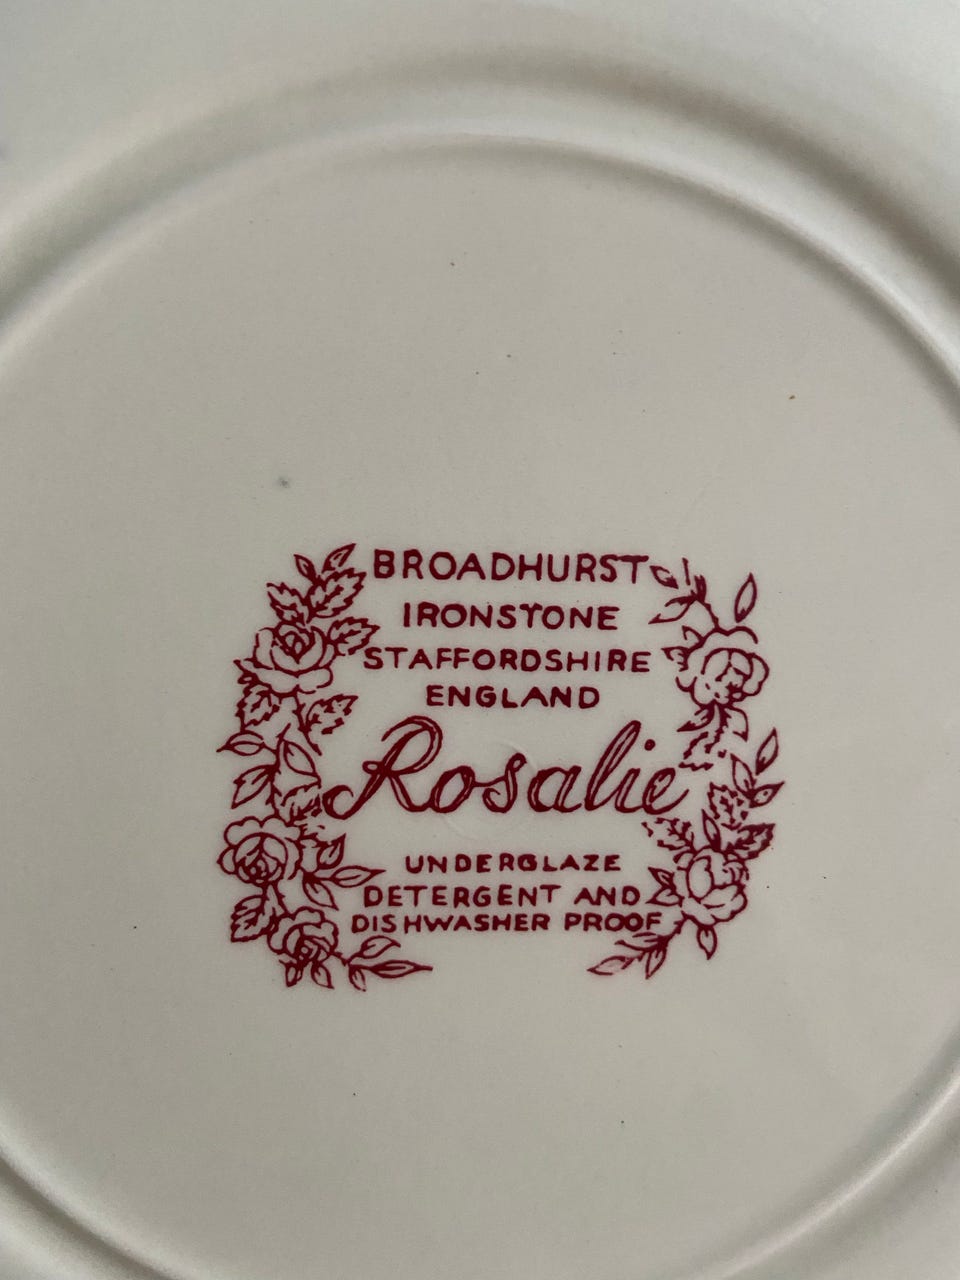 BROADHURST
IRONSTONE
STAFFORDSHIRE
ENGLAND
Rosalie
UNDERGLAZE
DETERGENT AND
DISHWASHER PROOF